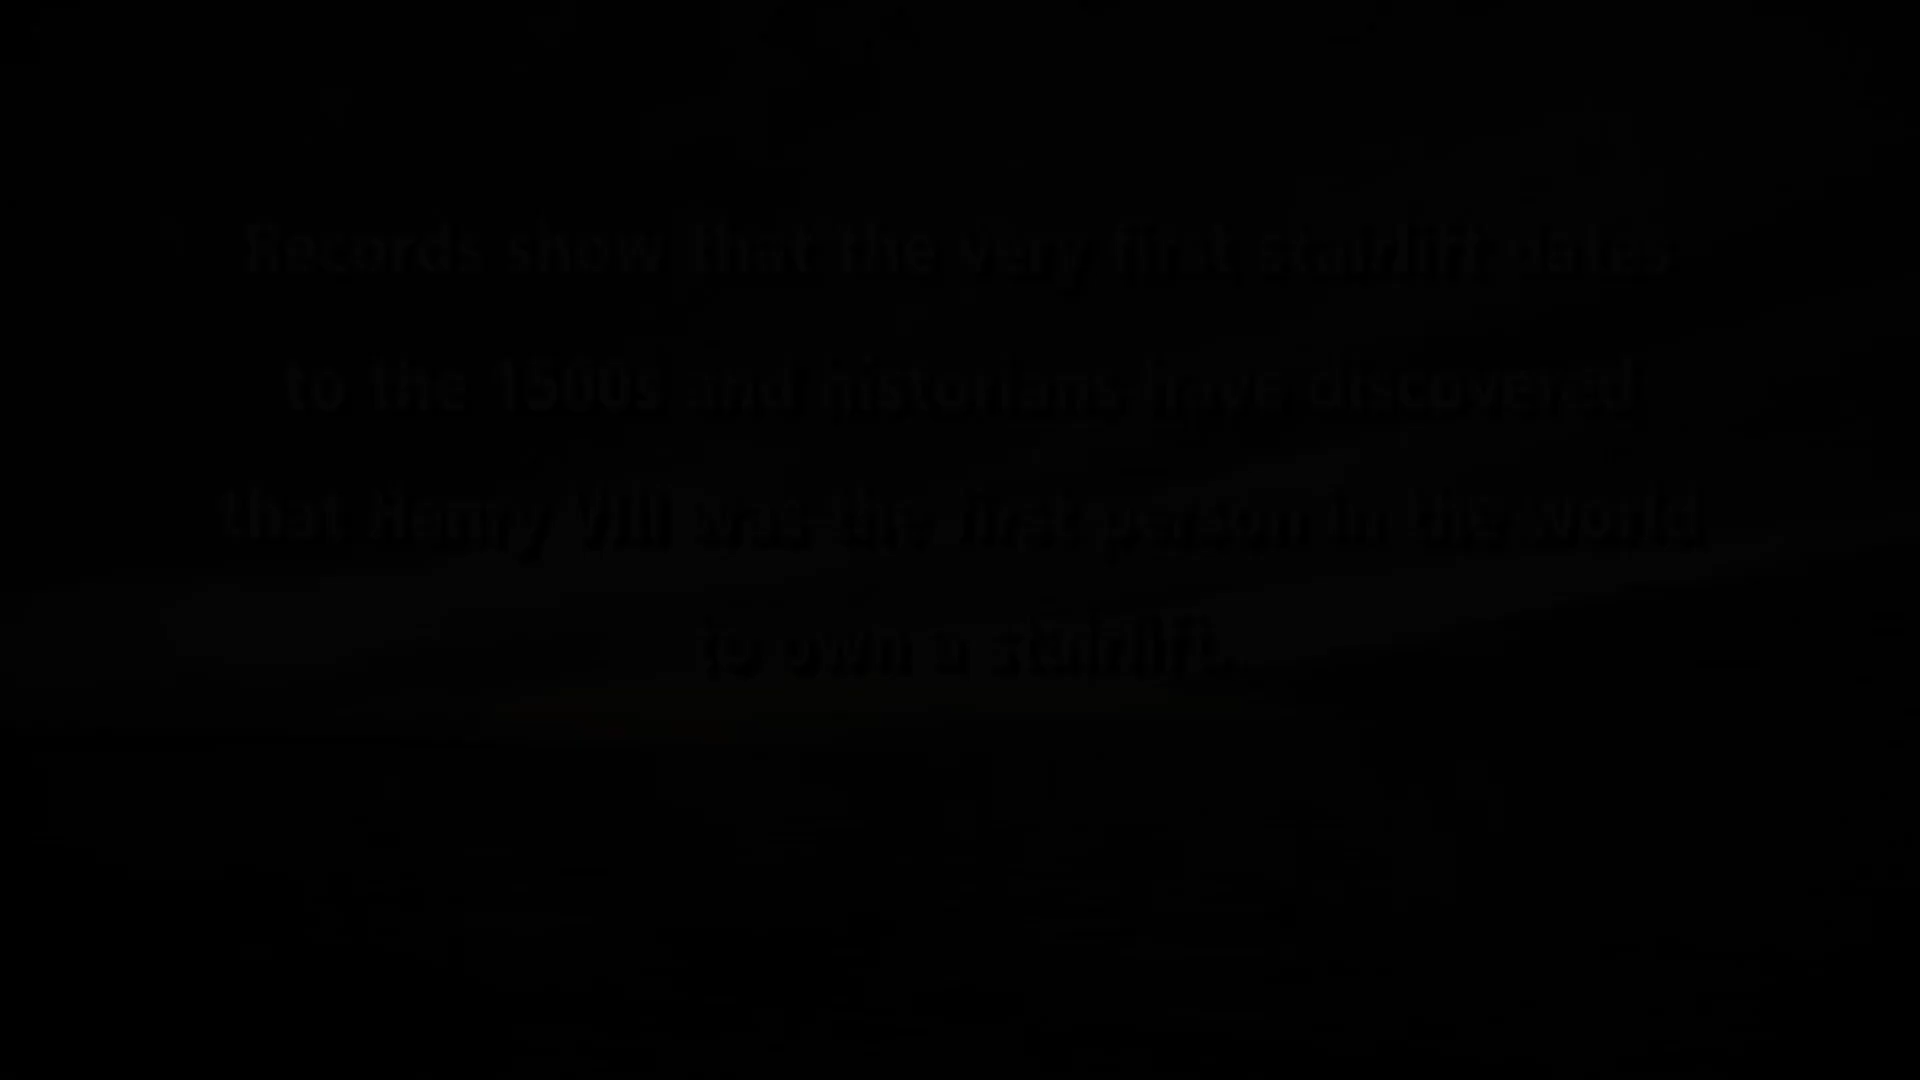 Records show that the very first stairlift dates
to the 1500s and historians have discovered
that Henry VIII was the first person in the world
to own a stairlift.